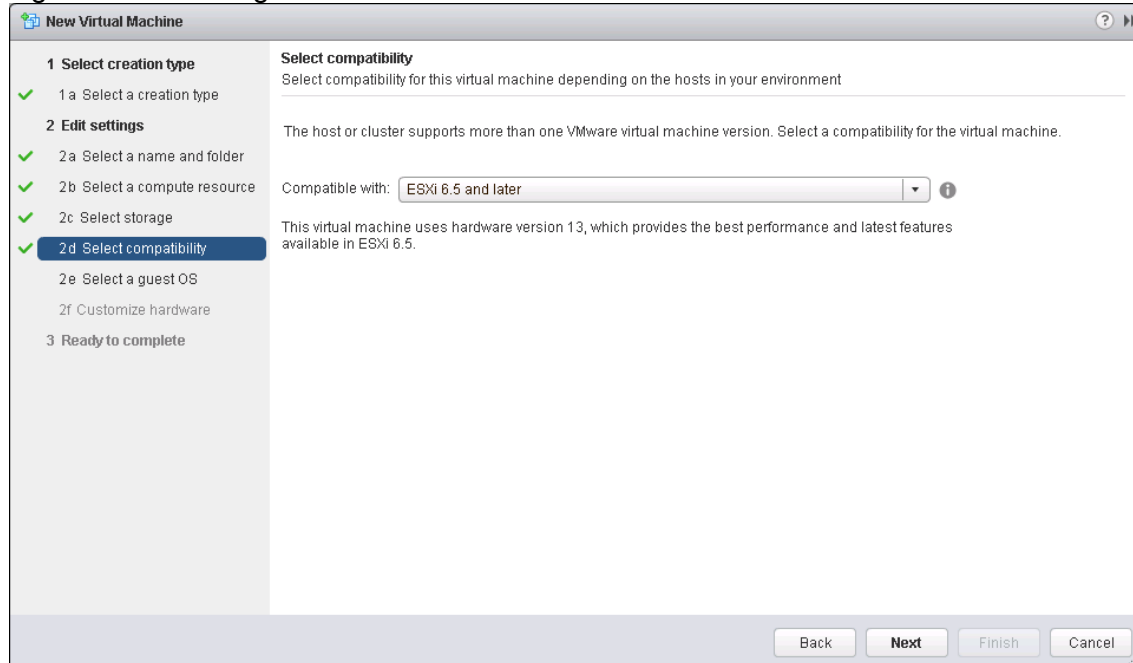 New Virtual Machine
1 Select creation type
1a Select a creation type
2 Edit settings
2a Select a name and folder
2b Select a compute resource
2c Select storage
2d Select compatibility
2e Select a guest OS
2f Customize hardware
3 Ready to complete
Select compatibility
Select compatibility for this virtual machine depending on the hosts in your environment
The host or cluster supports more than one VMware virtual machine version. Select a compatibility for the virtual machine.
Compatible with: ESXi 6.5 and later
This virtual machine uses hardware version 13, which provides the best performance and latest features
available in ESXi 6.5.
Back Next Finish Cancel